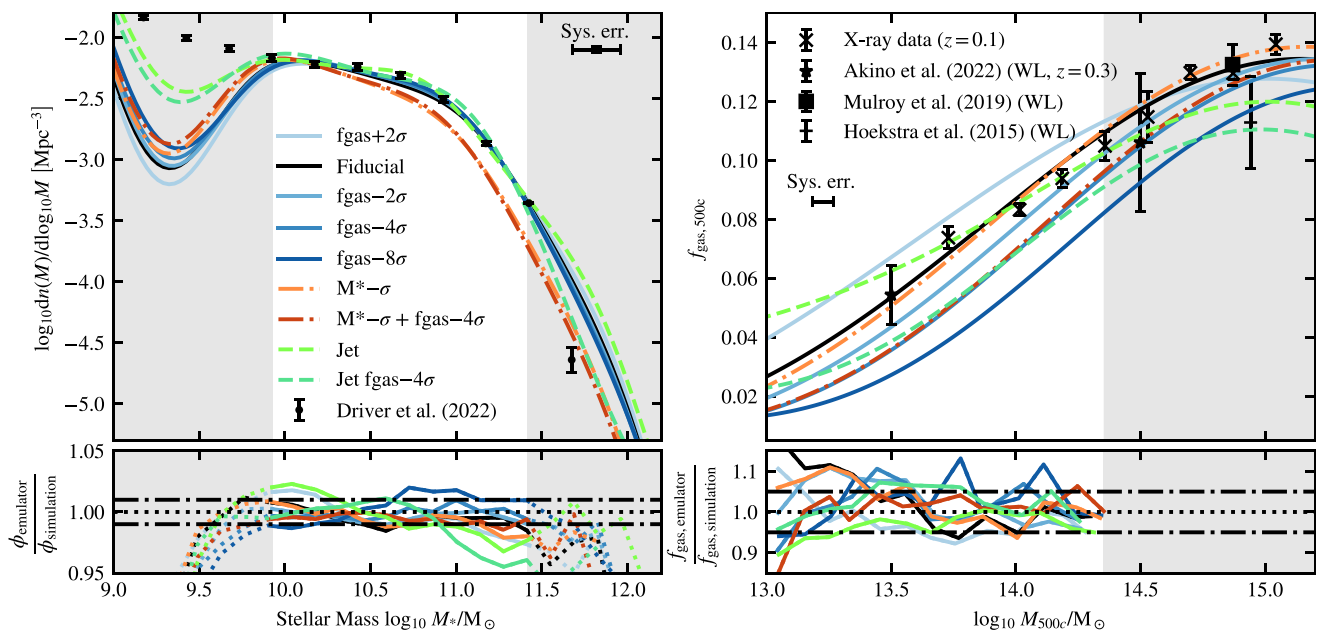 Sys. err.
−2.0
−2.5
−3.0
−3.5
−4.0
−4.5
−5.0
log₁₀dn(M)/dlog₁₀M [Mpc⁻³]
fgas+2σ
Fiducial
fgas−2σ
fgas−4σ
fgas−8σ
M*−σ
M*−σ + fgas−4σ
Jet
Jet fgas−4σ
Driver et al. (2022)
1.05
1.00
0.95
ϕemulator
ϕsimulation
9.0 9.5 10.0 10.5 11.0 11.5 12.0
Stellar Mass log₁₀ M*/M⊙
X-ray data (z=0.1)
Akino et al. (2022) (WL, z=0.3)
Mulroy et al. (2019) (WL)
Hoekstra et al. (2015) (WL)
Sys. err.
0.14
0.12
0.10
0.08
0.06
0.04
0.02
fgas, 500c
1.1
1.0
0.9
fgas, emulator
fgas, simulation
13.0 13.5 14.0 14.5 15.0
log₁₀ M500c/M⊙